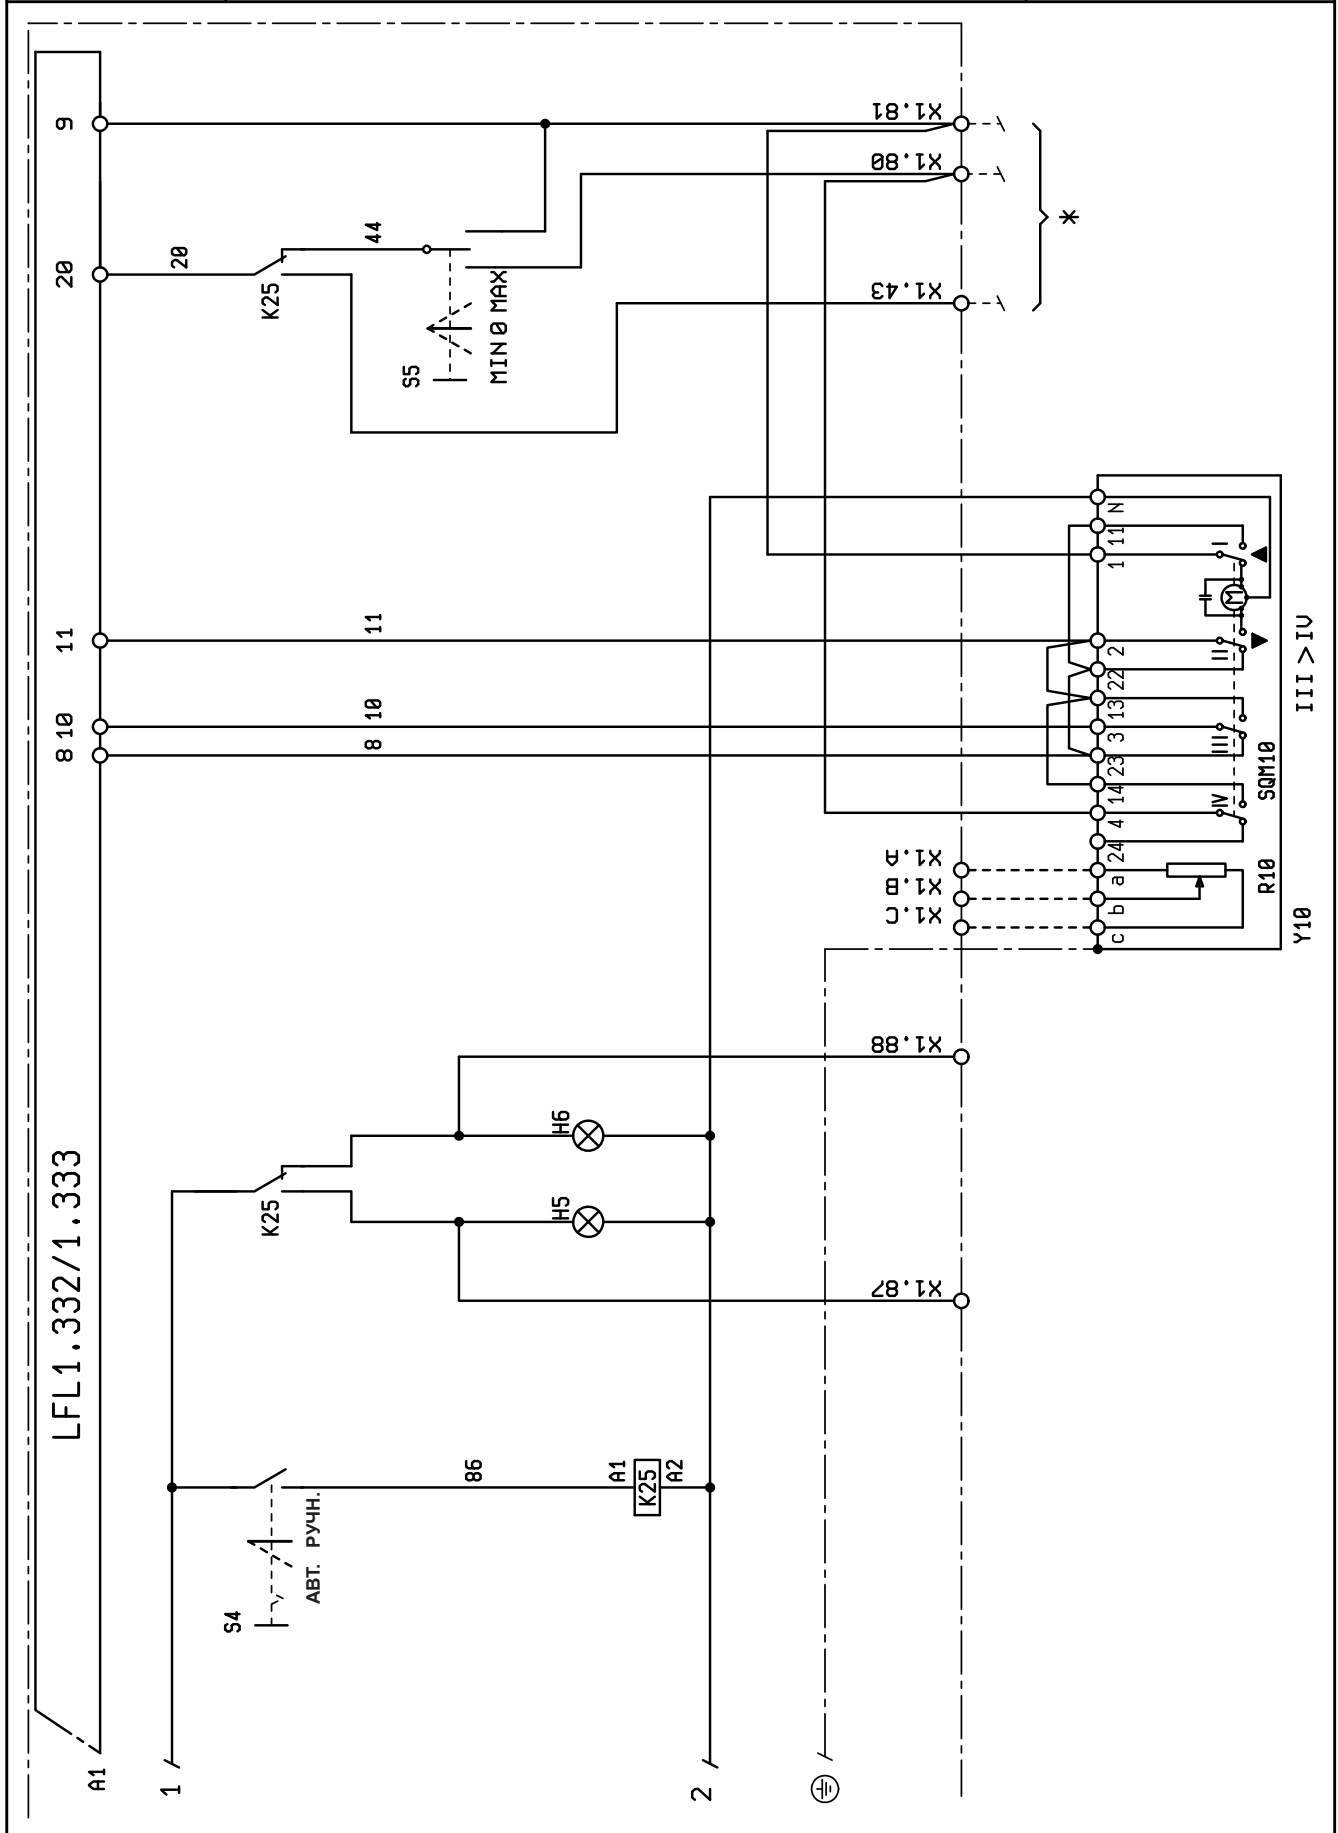 9
X1.81
X1.80
44
20
20
K25
X1.43
MIN 0 MAX
S5
N
11
1
I
11
11
2
II
22
III > IV
M
10
10
13
3
III
8
8
23
SQM10
14
4
IV
24
X1.A
a
R10
X1.B
b
X1.C
c
Y10
X1.88
H6
K25
H5
LFL1.332/1.333
X1.87
86
A1
K25
A2
АВТ. РУЧН.
S4
A1
1
2
*